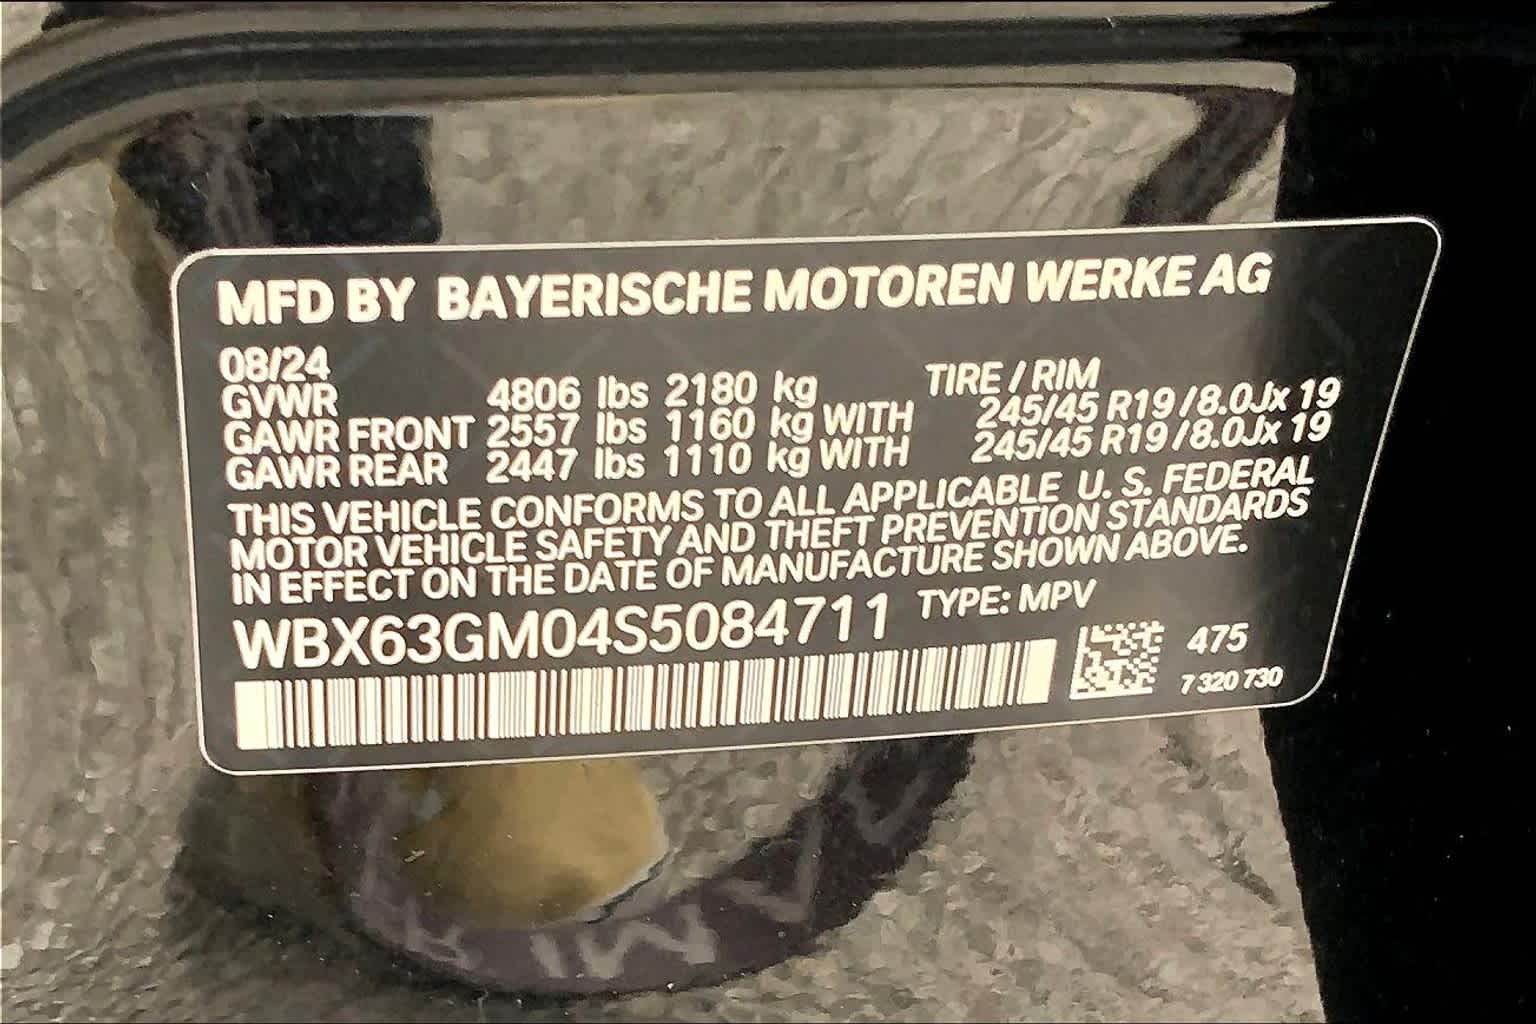 MFD BY BAYERISCHE MOTOREN WERKE AG
08/24
GVWR 4806 lbs 2180 kg TIRE / RIM
GAWR FRONT 2557 lbs 1160 kg WITH 245/45 R19 /8.0Jx 19
GAWR REAR 2447 lbs 1110 kg WITH 245/45 R19 /8.0Jx 19
THIS VEHICLE CONFORMS TO ALL APPLICABLE U. S. FEDERAL
MOTOR VEHICLE SAFETY AND THEFT PREVENTION STANDARDS
IN EFFECT ON THE DATE OF MANUFACTURE SHOWN ABOVE.
WBX63GM04S5084711 TYPE: MPV
475
7 320 730